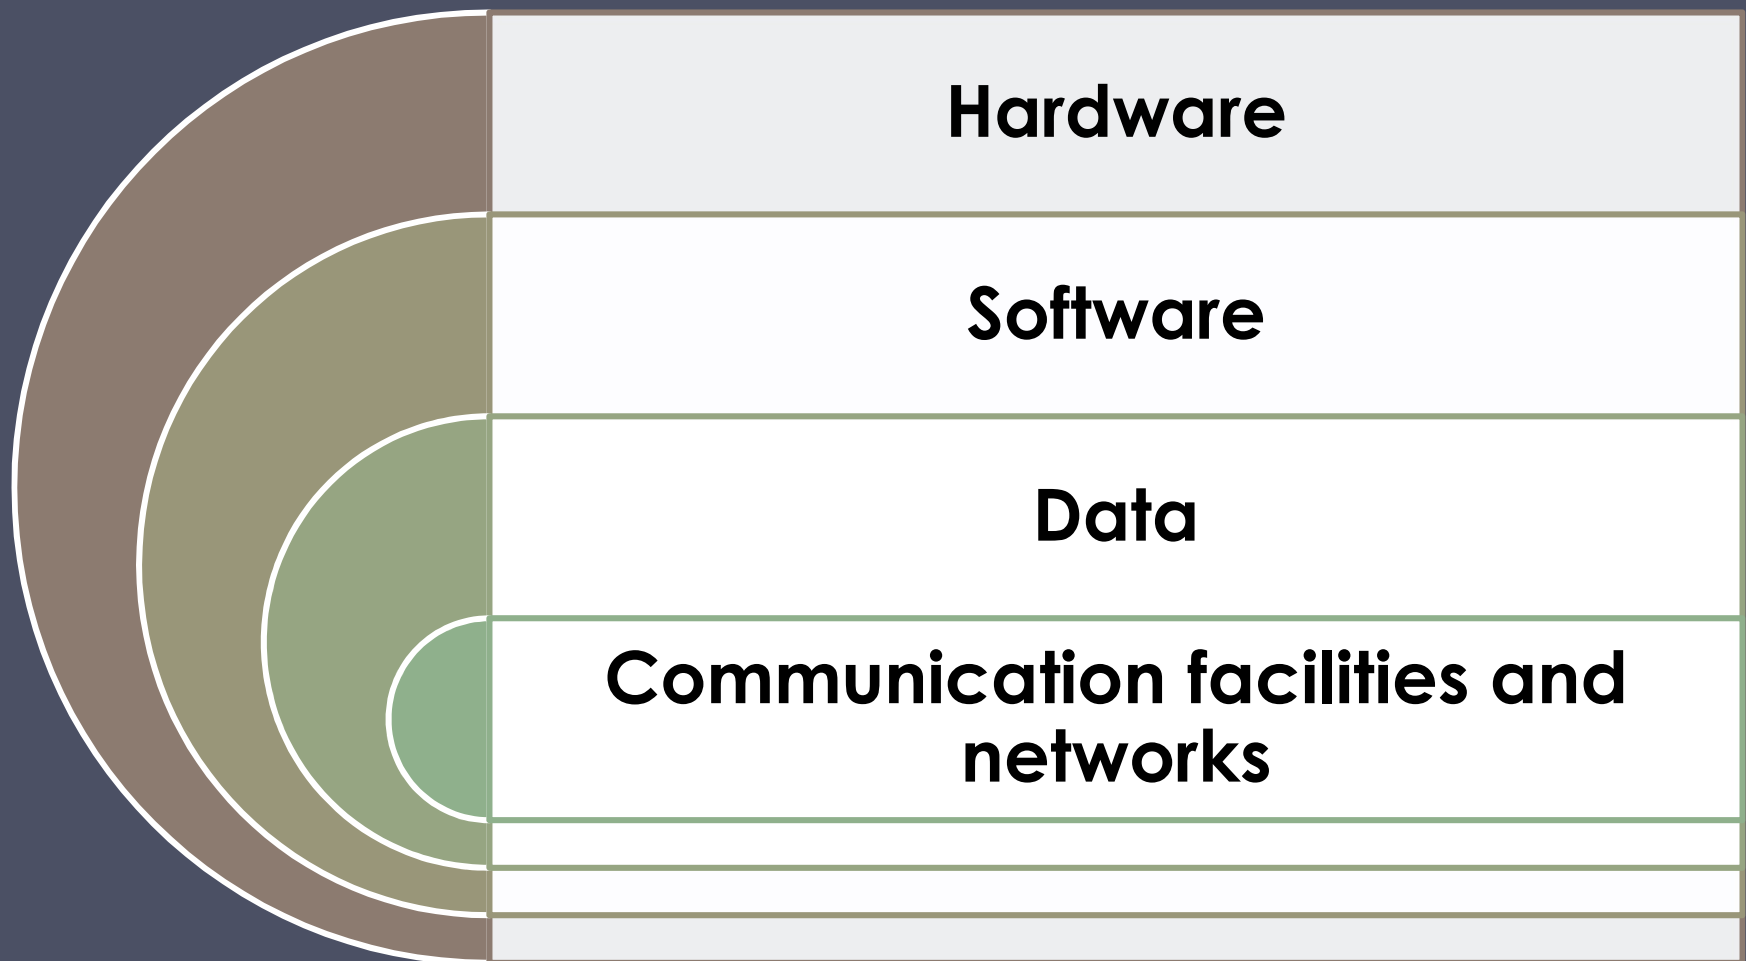 Hardware
Software
Data
Communication facilities and
networks